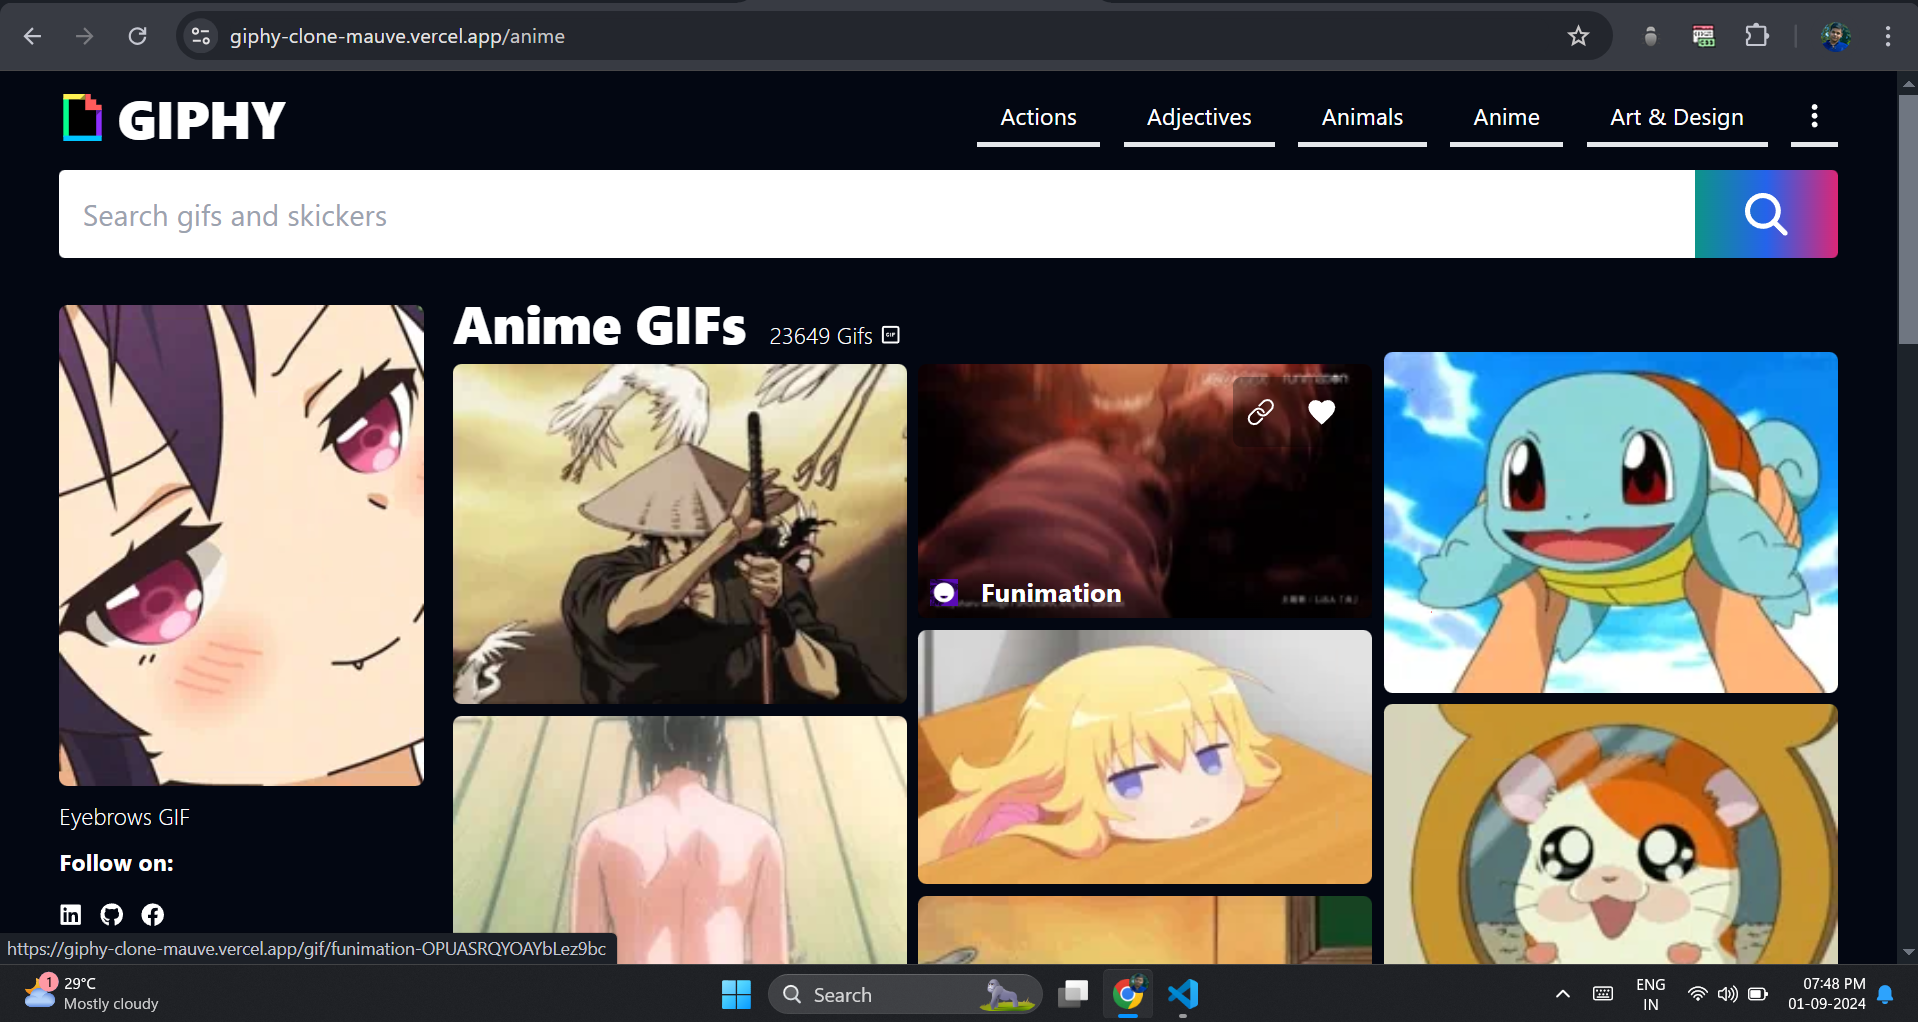 giphy-clone-mauve.vercel.app/anime
GIPHY
Actions
Adjectives
Animals
Anime
Art & Design
Search gifs and skickers
Anime GIFs
23649 Gifs
GIF
Funimation
Eyebrows GIF
Follow on:
https://giphy-clone-mauve.vercel.app/gif/funimation-OPUASRQYOAYbLez9bc
1
29°C
Mostly cloudy
Search
ENG
IN
07:48 PM
01-09-2024